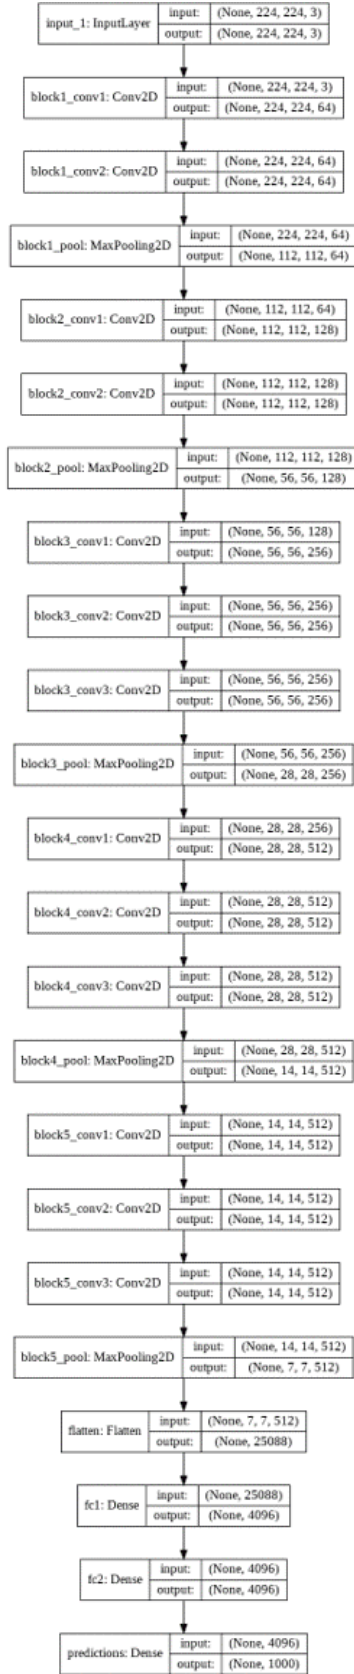 input_1: InputLayer input: (None, 224, 224, 3)
output: (None, 224, 224, 3)
block1_conv1: Conv2D input: (None, 224, 224, 3)
output: (None, 224, 224, 64)
block1_conv2: Conv2D input: (None, 224, 224, 64)
output: (None, 224, 224, 64)
block1_pool: MaxPooling2D input: (None, 224, 224, 64)
output: (None, 112, 112, 64)
block2_conv1: Conv2D input: (None, 112, 112, 64)
output: (None, 112, 112, 128)
block2_conv2: Conv2D input: (None, 112, 112, 128)
output: (None, 112, 112, 128)
block2_pool: MaxPooling2D input: (None, 112, 112, 128)
output: (None, 56, 56, 128)
block3_conv1: Conv2D input: (None, 56, 56, 128)
output: (None, 56, 56, 256)
block3_conv2: Conv2D input: (None, 56, 56, 256)
output: (None, 56, 56, 256)
block3_conv3: Conv2D input: (None, 56, 56, 256)
output: (None, 56, 56, 256)
block3_pool: MaxPooling2D input: (None, 56, 56, 256)
output: (None, 28, 28, 256)
block4_conv1: Conv2D input: (None, 28, 28, 256)
output: (None, 28, 28, 512)
block4_conv2: Conv2D input: (None, 28, 28, 512)
output: (None, 28, 28, 512)
block4_conv3: Conv2D input: (None, 28, 28, 512)
output: (None, 28, 28, 512)
block4_pool: MaxPooling2D input: (None, 28, 28, 512)
output: (None, 14, 14, 512)
block5_conv1: Conv2D input: (None, 14, 14, 512)
output: (None, 14, 14, 512)
block5_conv2: Conv2D input: (None, 14, 14, 512)
output: (None, 14, 14, 512)
block5_conv3: Conv2D input: (None, 14, 14, 512)
output: (None, 14, 14, 512)
block5_pool: MaxPooling2D input: (None, 14, 14, 512)
output: (None, 7, 7, 512)
flatten: Flatten input: (None, 7, 7, 512)
output: (None, 25088)
fc1: Dense input: (None, 25088)
output: (None, 4096)
fc2: Dense input: (None, 4096)
output: (None, 4096)
predictions: Dense input: (None, 4096)
output: (None, 1000)